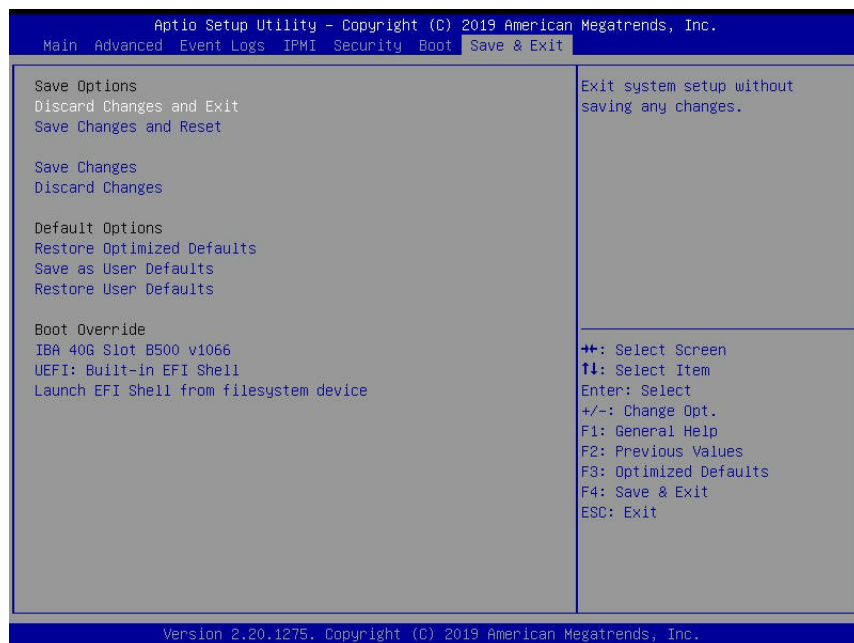 Aptio Setup Utility – Copyright (C) 2019 American Megatrends, Inc.
Main Advanced Event Logs IPMI Security Boot Save & Exit
Save Options
Discard Changes and Exit
Save Changes and Reset
Save Changes
Discard Changes
Default Options
Restore Optimized Defaults
Save as User Defaults
Restore User Defaults
Boot Override
IBA 40G Slot B500 v1066
UEFI: Built-in EFI Shell
Launch EFI Shell from filesystem device
Exit system setup without
saving any changes.
→←: Select Screen
↑↓: Select Item
Enter: Select
+/-: Change Opt.
F1: General Help
F2: Previous Values
F3: Optimized Defaults
F4: Save & Exit
ESC: Exit
Version 2.20.1275. Copyright (C) 2019 American Megatrends, Inc.